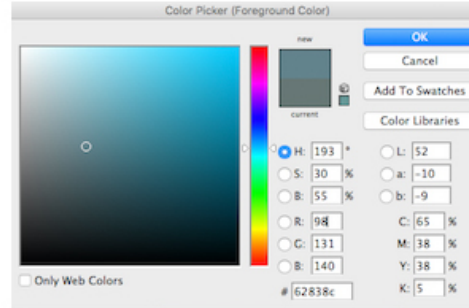 Color Picker (Foreground Color)
new
current
OK
Cancel
Add To Swatches
Color Libraries
H: 193 °
S: 30 %
B: 55 %
R: 98
G: 131
B: 140
# 62838c
L: 52
a: -10
b: -9
C: 65 %
M: 38 %
Y: 38 %
K: 5 %
Only Web Colors